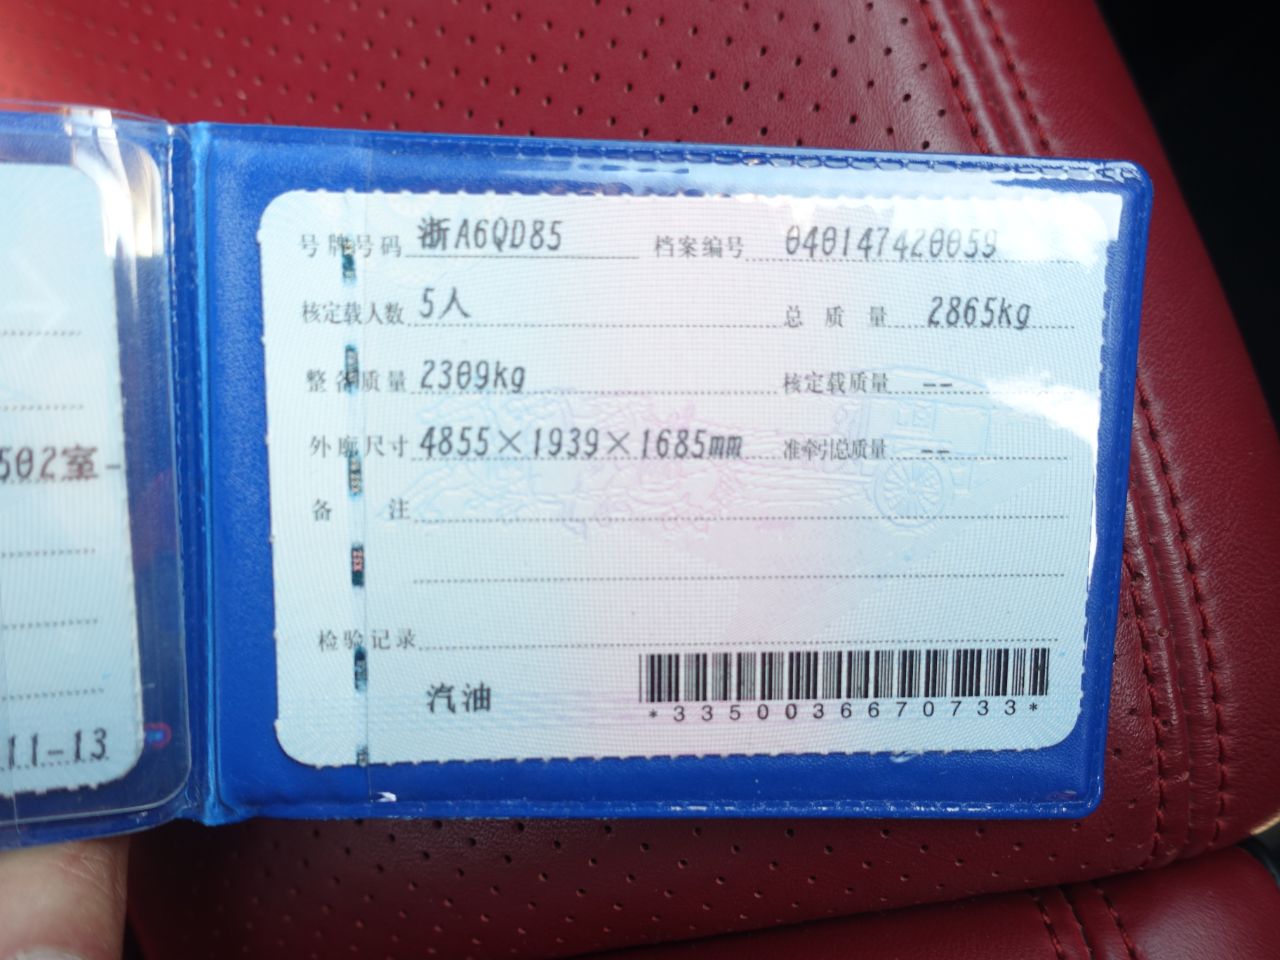 号牌号码 浙A6QD85 档案编号 040147420059
核定载人数 5人 总质量 2865kg
整备质量 2309kg 核定载质量 --
外廓尺寸 4855×1939×1685mm 准牵引总质量 --
备注
检验记录
汽油
*3350036670733*
502室-
11-13